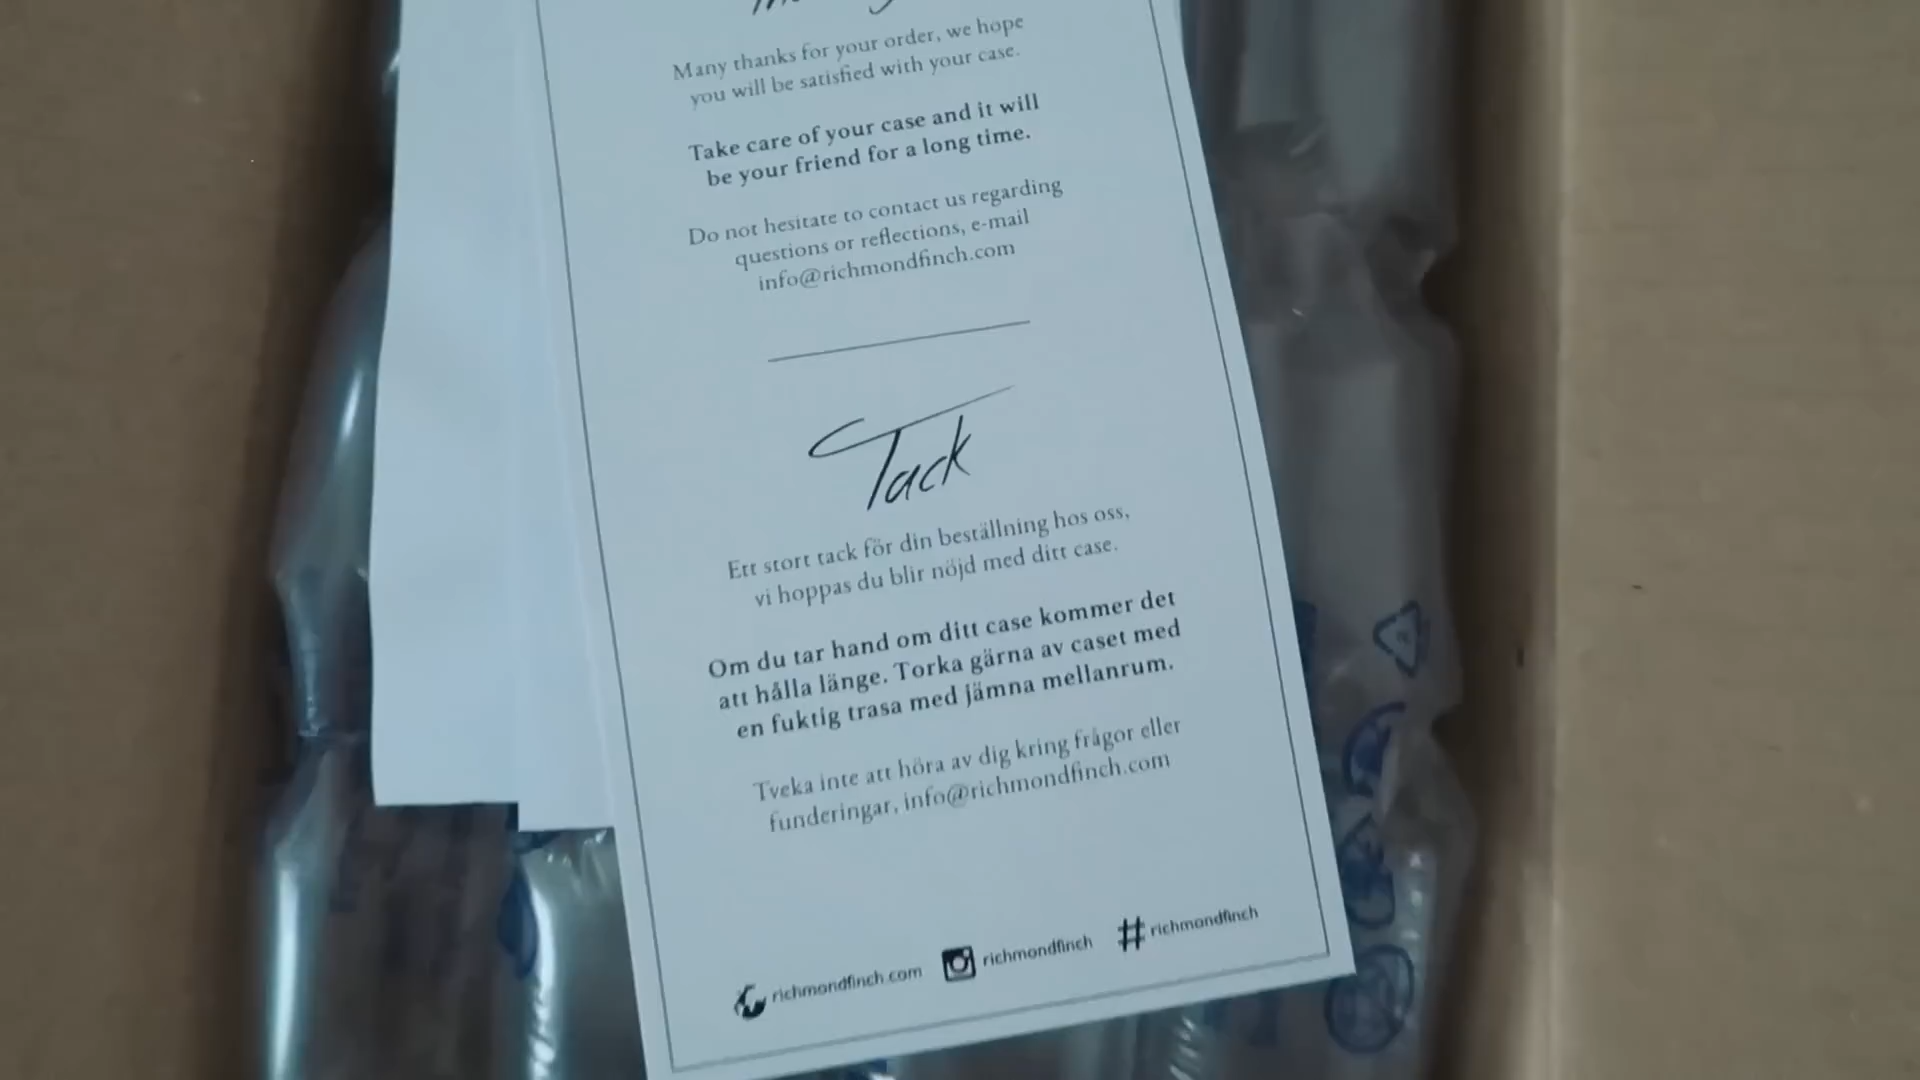 Many thanks for your order, we hope
you will be satisfied with your case.
Take care of your case and it will
be your friend for a long time.
Do not hesitate to contact us regarding
questions or reflections, e-mail
info@richmondfinch.com
Tack
Ett stort tack för din beställning hos oss,
vi hoppas du blir nöjd med ditt case.
Om du tar hand om ditt case kommer det
att hålla länge. Torka gärna av caset med
en fuktig trasa med jämna mellanrum.
Tveka inte att höra av dig kring frågor eller
funderingar, info@richmondfinch.com
richmondfinch.com richmondfinch #richmondfinch